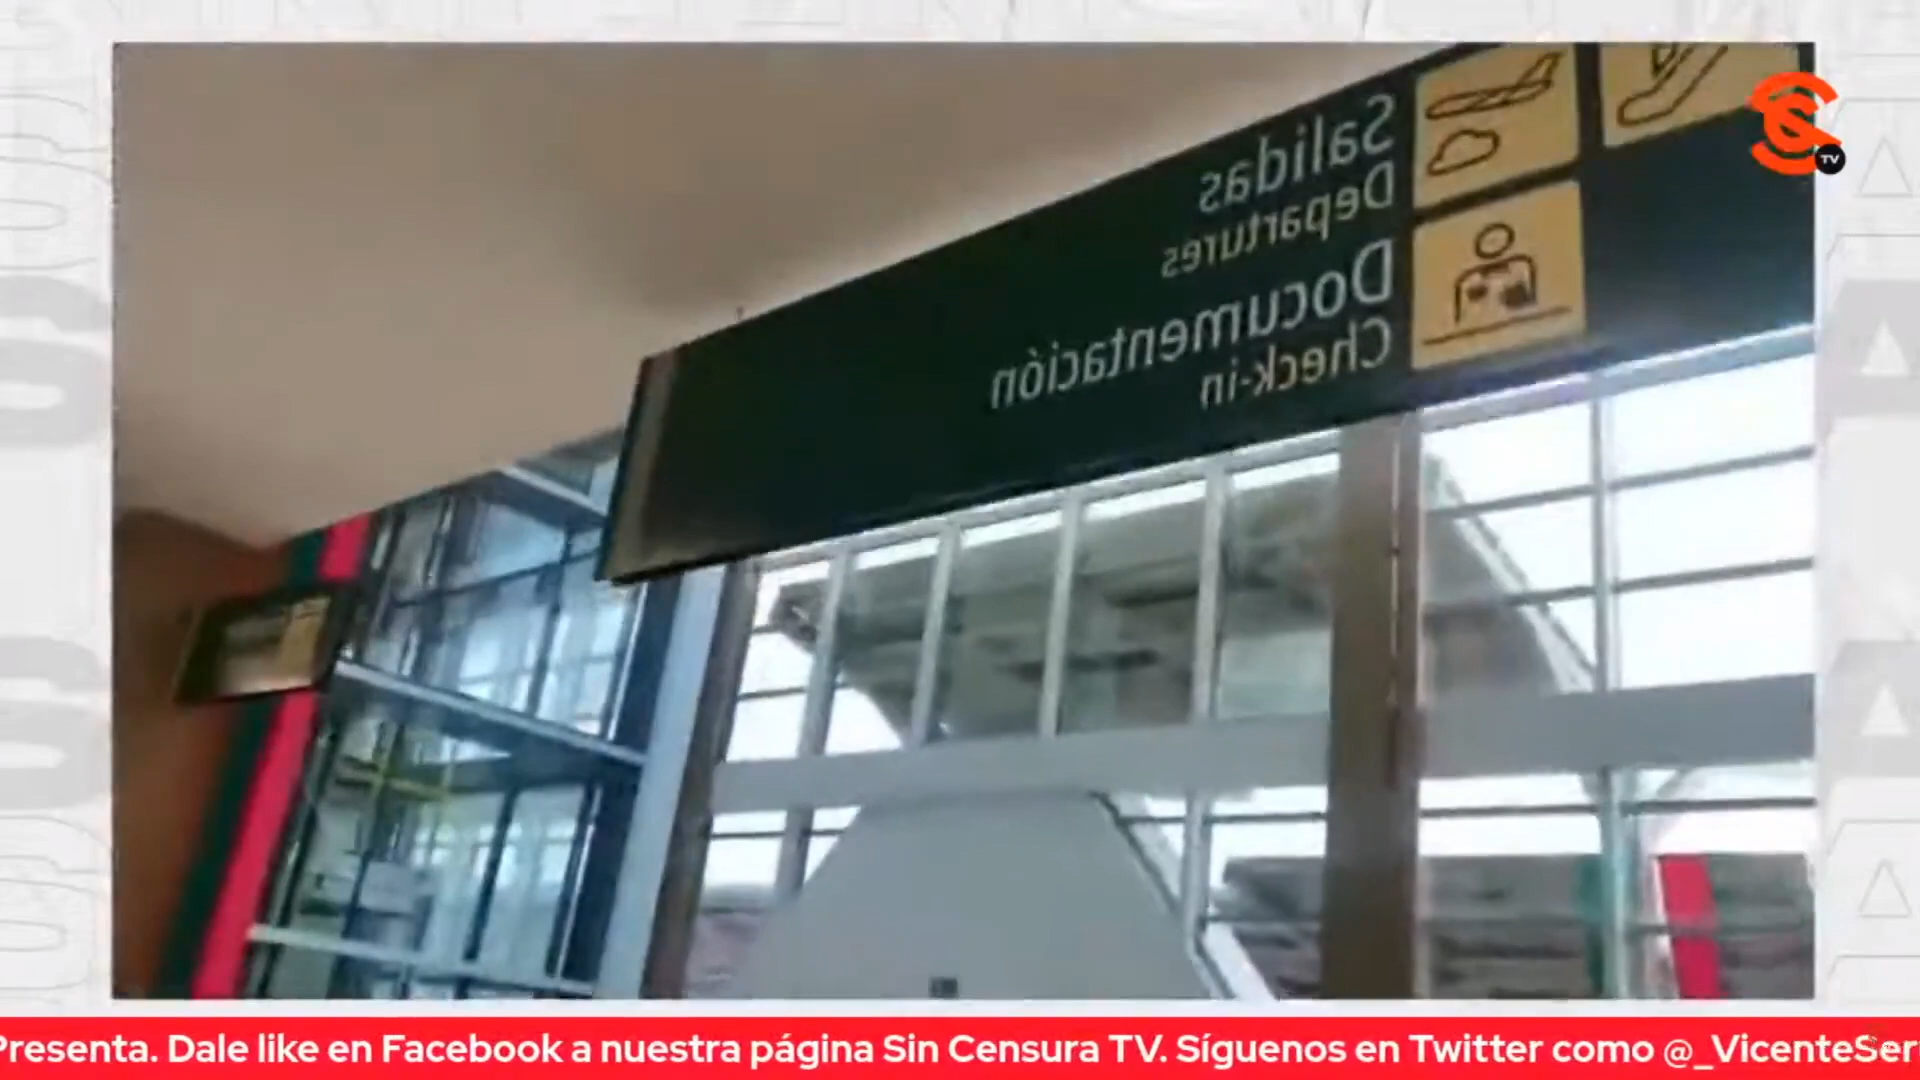 Salidas
Departures
Documentación
Check-in
TV
Presenta. Dale like en Facebook a nuestra página Sin Censura TV. Síguenos en Twitter como @_VicenteSer